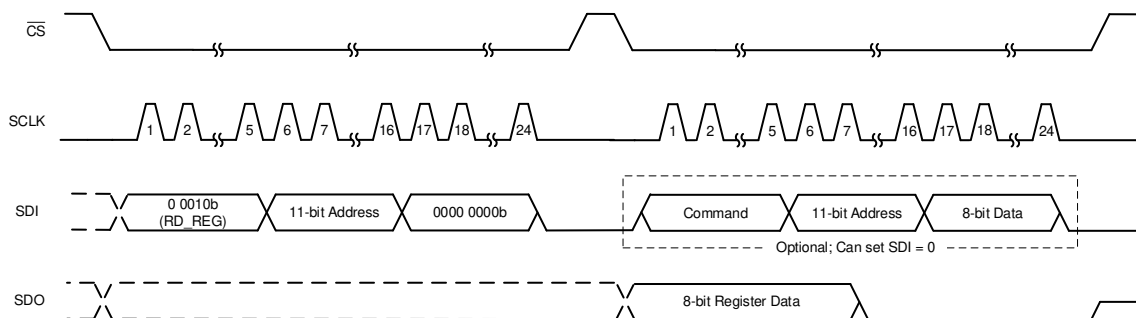 CS
SCLK
1 2 5 6 7 16 17 18 24 1 2 5 6 7 16 17 18 24
SDI
0 0010b
(RD_REG)
11-bit Address
0000 0000b
Command
11-bit Address
8-bit Data
Optional; Can set SDI = 0
SDO
8-bit Register Data